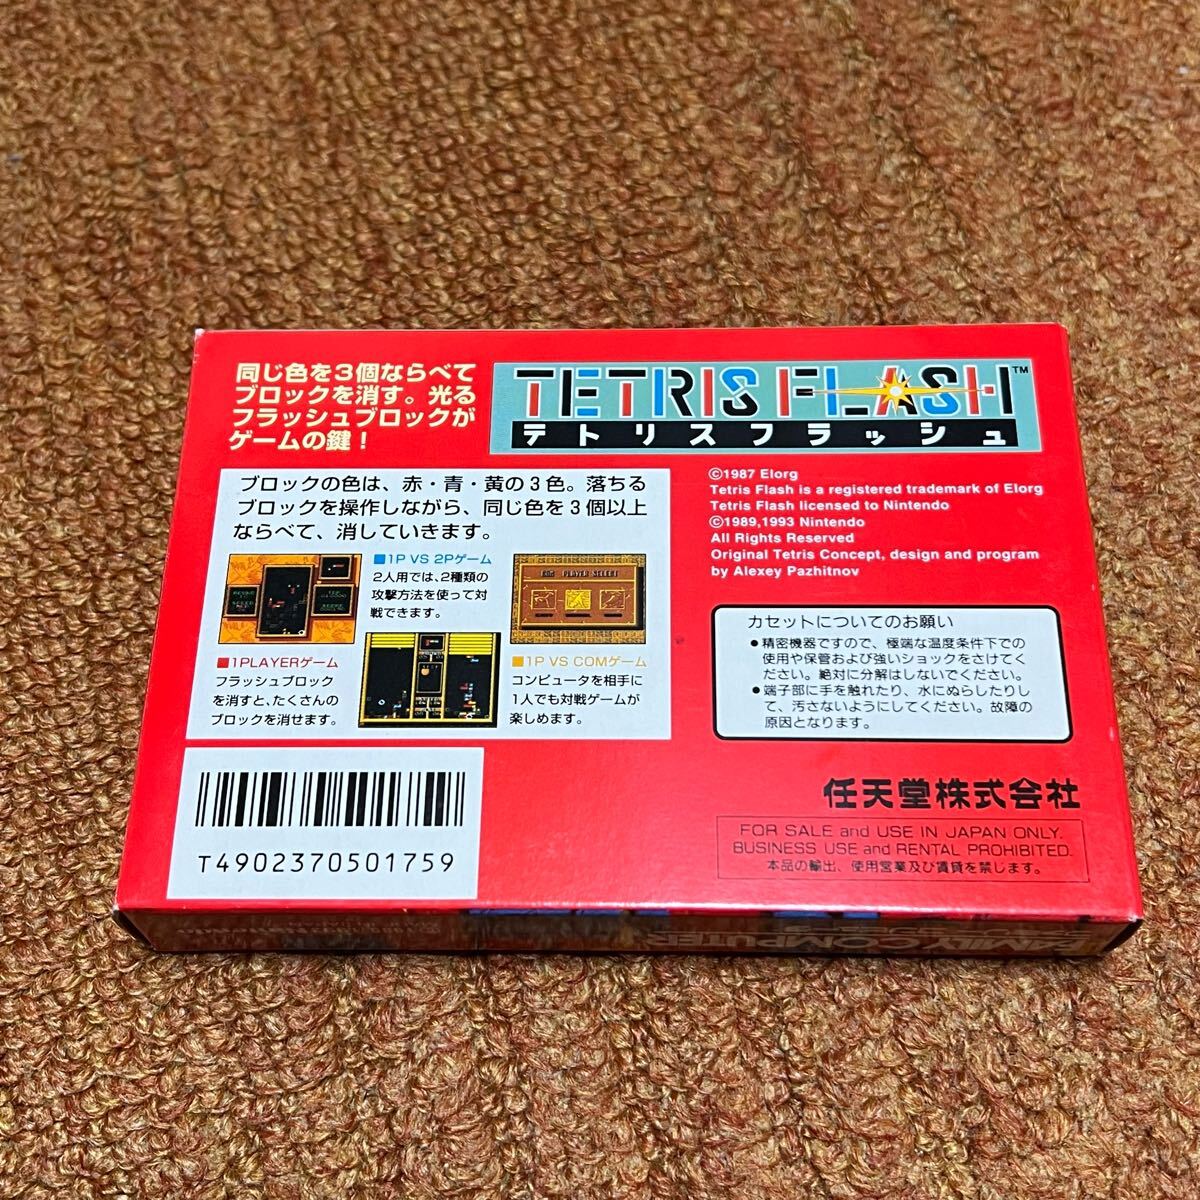 同じ色を3個ならべて
ブロックを消す。光る
フラッシュブロックが
ゲームの鍵！
TETRIS FLASH™
テトリスフラッシュ
ブロックの色は、赤・青・黄の3色。落ちる
ブロックを操作しながら、同じ色を3個以上
ならべて、消していきます。
■1P VS 2Pゲーム
2人用では、2種類の
攻撃方法を使って対
戦できます。
PLAYER SELECT
■1PLAYERゲーム
フラッシュブロック
を消すと、たくさんの
ブロックを消せます。
■1P VS COMゲーム
コンピュータを相手に
1人でも対戦ゲームが
楽しめます。
©1987 Elorg
Tetris Flash is a registered trademark of Elorg
Tetris Flash licensed to Nintendo
©1989,1993 Nintendo
All Rights Reserved
Original Tetris Concept, design and program
by Alexey Pazhitnov
カセットについてのお願い
●精密機器ですので、極端な温度条件下での
使用や保管および強いショックをさけてく
ださい。絶対に分解はしないでください。
●端子部に手を触れたり、水にぬらしたりし
て、汚さないようにしてください。故障の
原因となります。
任天堂株式会社
FOR SALE and USE IN JAPAN ONLY.
BUSINESS USE and RENTAL PROHIBITED.
本品の輸出、使用営業及び賃貸を禁じます。
T4902370501759
FAMILY COMPUTER